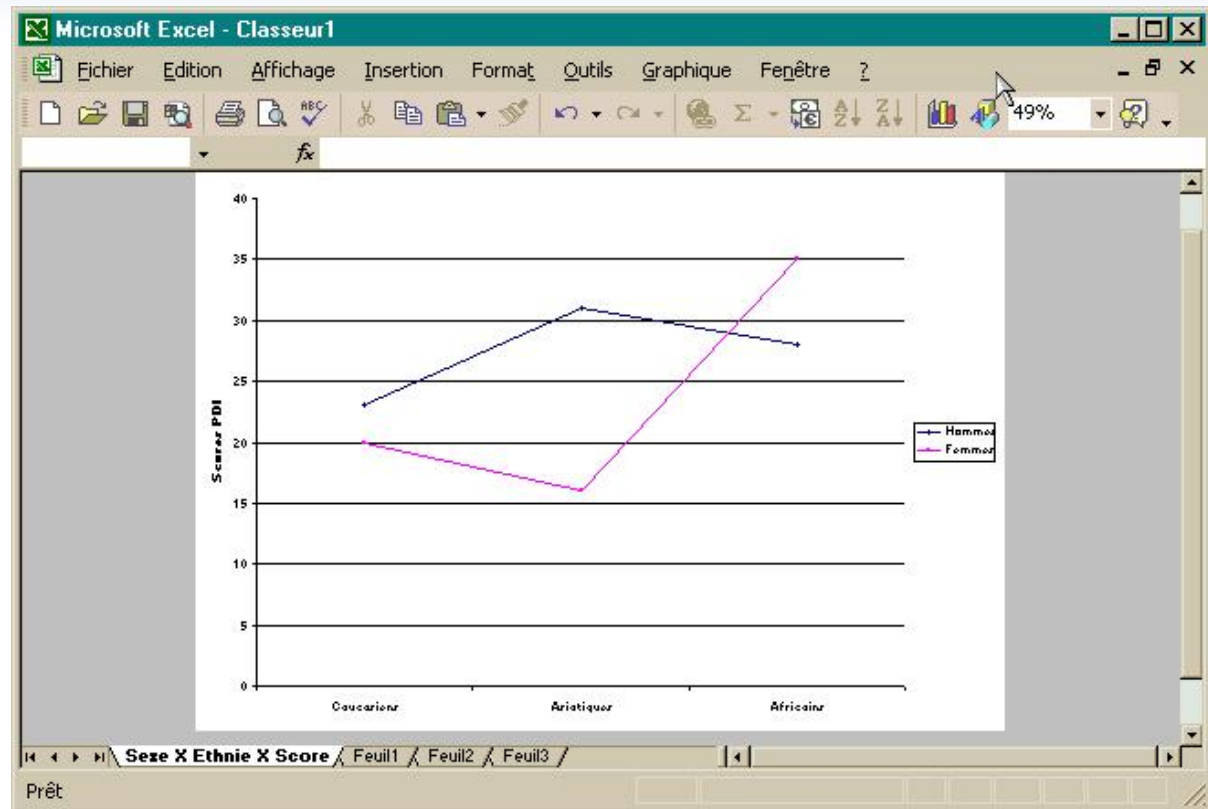 Microsoft Excel - Classeur1
Fichier Edition Affichage Insertion Format Outils Graphique Fenêtre ?
49%
fx
40
35
30
25
20
15
10
5
0
Scores PDI
Hommes
Femmes
Caucasiens Asiatiques Africains
Sexe X Ethnie X Score Feuil1 Feuil2 Feuil3
Prêt